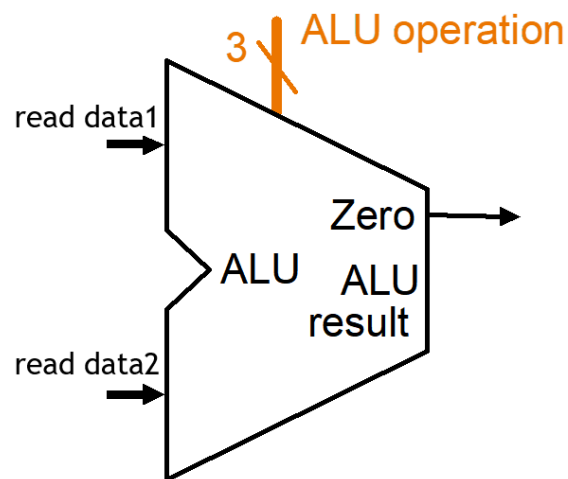 3 ALU operation
read data1
Zero
ALU
ALU
result
read data2